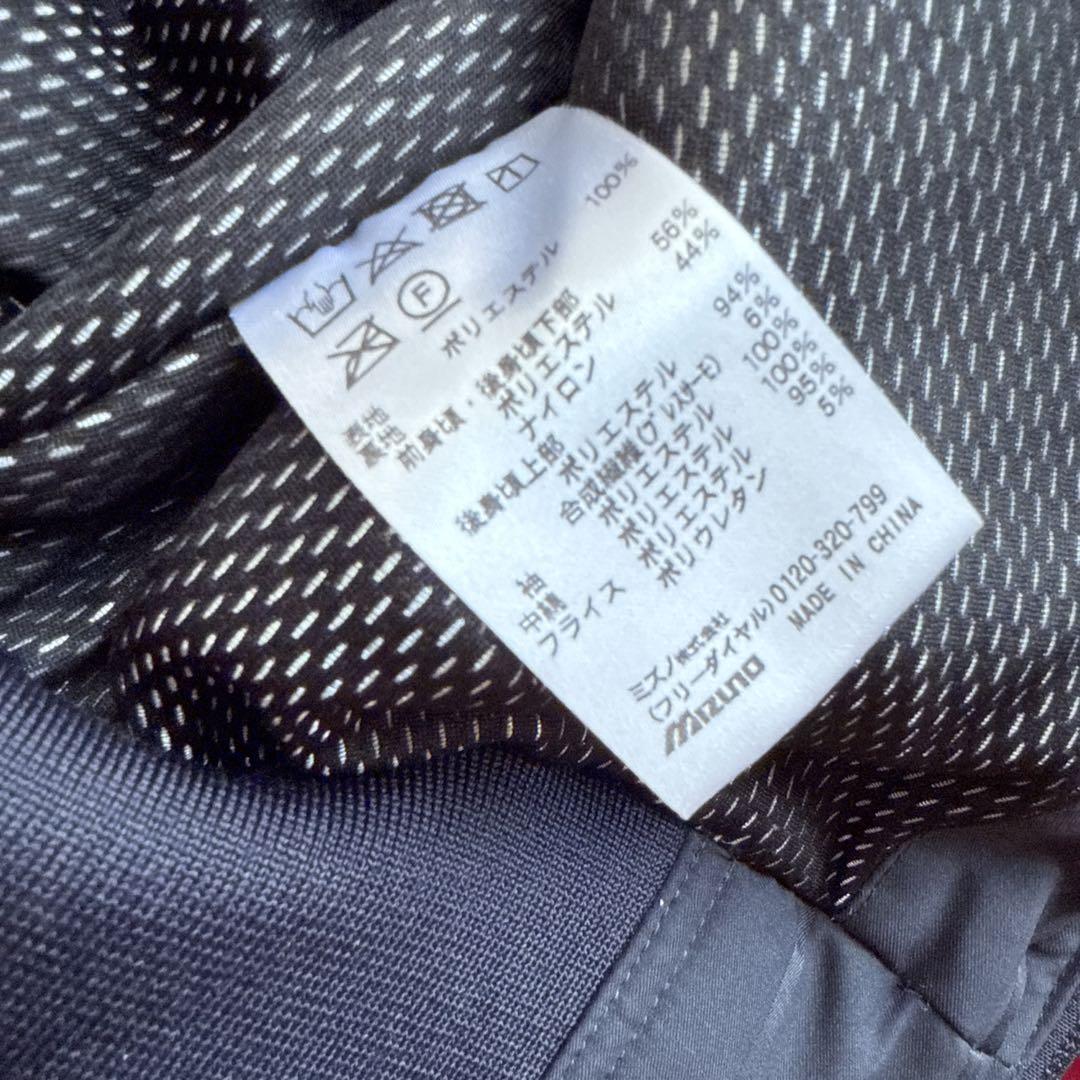 F
表地 ポリエステル 100%
裏地
前身頃・後身頃下部
ポリエステル 56%
ナイロン 44%
後身頃上部
ポリエステル 94%
合成繊維(ブレスサーモ) 6%
袖 ポリエステル 100%
中綿 ポリエステル 100%
フライス ポリエステル 95%
ポリウレタン 5%
ミズノ株式会社
(フリーダイヤル)0120-320-799
MADE IN CHINA
Mizuno